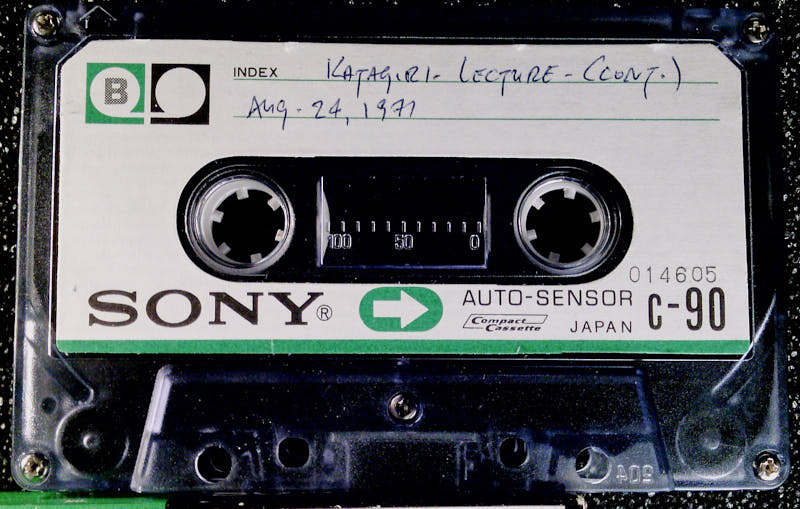 B
INDEX KATAGIRI - LECTURE - (CONT.)
Aug - 24, 1971
100 50 0
014605
SONY® AUTO-SENSOR C-90
Compact Cassette JAPAN